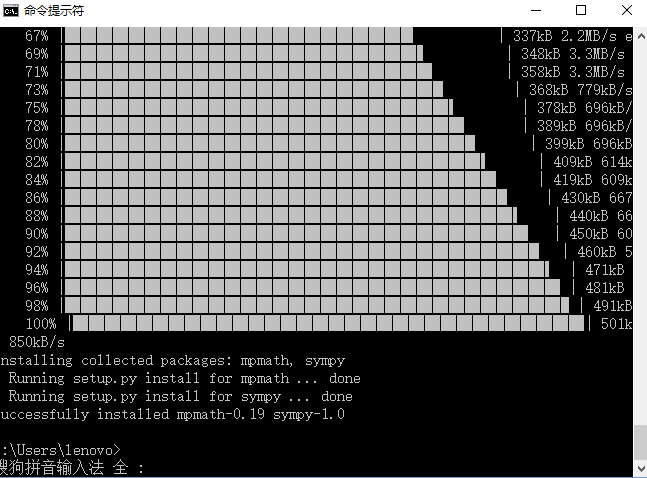 命令提示符
67% | 337kB 2.2MB/s e
69% | 348kB 3.3MB/s
71% | 358kB 3.3MB/s
73% | 368kB 779kB/s
75% | 378kB 696kB/
78% | 389kB 696kB/
80% | 399kB 696kB
82% | 409kB 614k
84% | 419kB 609k
86% | 430kB 667
88% | 440kB 66
90% | 450kB 60
92% | 460kB 5
94% | 471kB
96% | 481kB
98% | 491kB
100% | 501k
850kB/s
nstalling collected packages: mpmath, sympy
Running setup.py install for mpmath ... done
Running setup.py install for sympy ... done
uccessfully installed mpmath-0.19 sympy-1.0
:\Users\lenovo>
搜狗拼音输入法 全 :